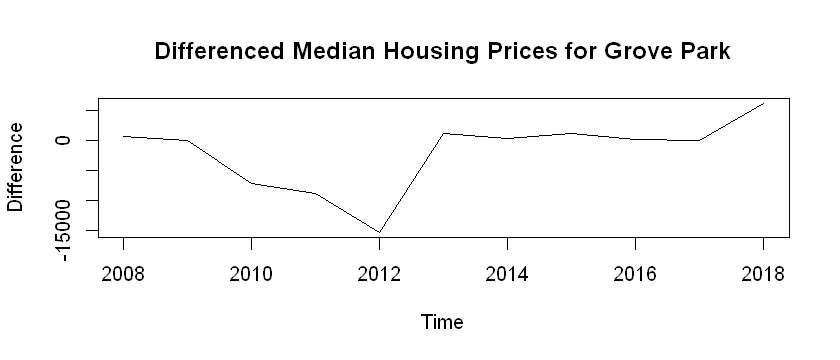 Differenced Median Housing Prices for Grove Park
Difference
0
-15000
2008 2010 2012 2014 2016 2018
Time